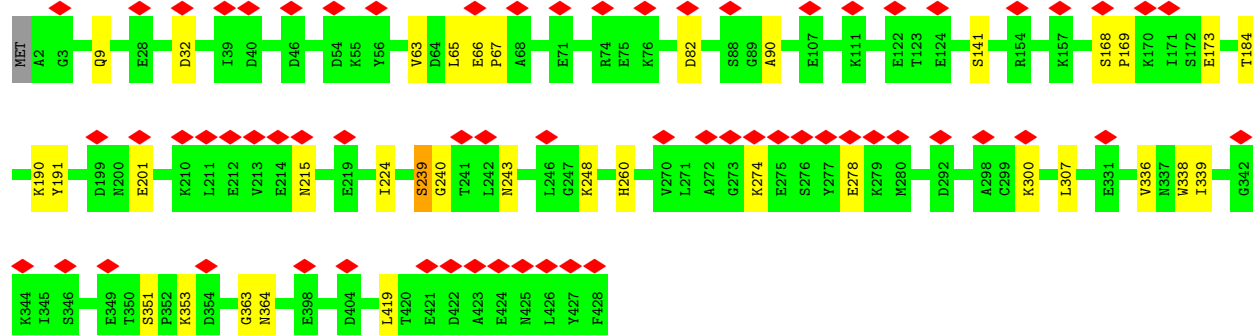 MET A2 G3 Q9 E28 D32 I39 D40 D46 D54 K55 Y56 V63 D64 L65 E66 P67 A68 E71 R74 E75 K76 D82 S88 G89 A90 E107 K111 E122 T123 E124 S141 R154 K157 S168 P169 K170 I171 S172 E173 T184
K190 Y191 D199 N200 E201 K210 L211 E212 V213 E214 N215 E219 I224 S239 G240 T241 L242 N243 L246 G247 K248 H260 V270 L271 A272 G273 K274 E275 S276 Y277 E278 K279 M280 D292 A298 C299 K300 L307 E331 V336 N337 W338 I339 G342
K344 I345 S346 E349 T350 S351 P352 K353 D354 G363 N364 E398 D404 L419 T420 E421 D422 A423 E424 N425 L426 Y427 F428